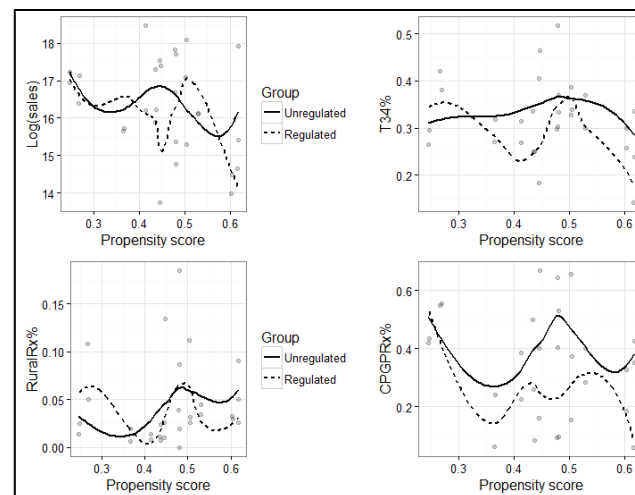 Log(sales)
18
17
16
15
14
0.3
0.4
0.5
0.6
Propensity score
Group
Unregulated
Regulated
T34%
0.5
0.4
0.3
0.2
0.3
0.4
0.5
0.6
Propensity score
RuralRx%
0.15
0.10
0.05
0.00
0.3
0.4
0.5
0.6
Propensity score
Group
Unregulated
Regulated
CPGPRx%
0.6
0.4
0.2
0.3
0.4
0.5
0.6
Propensity score